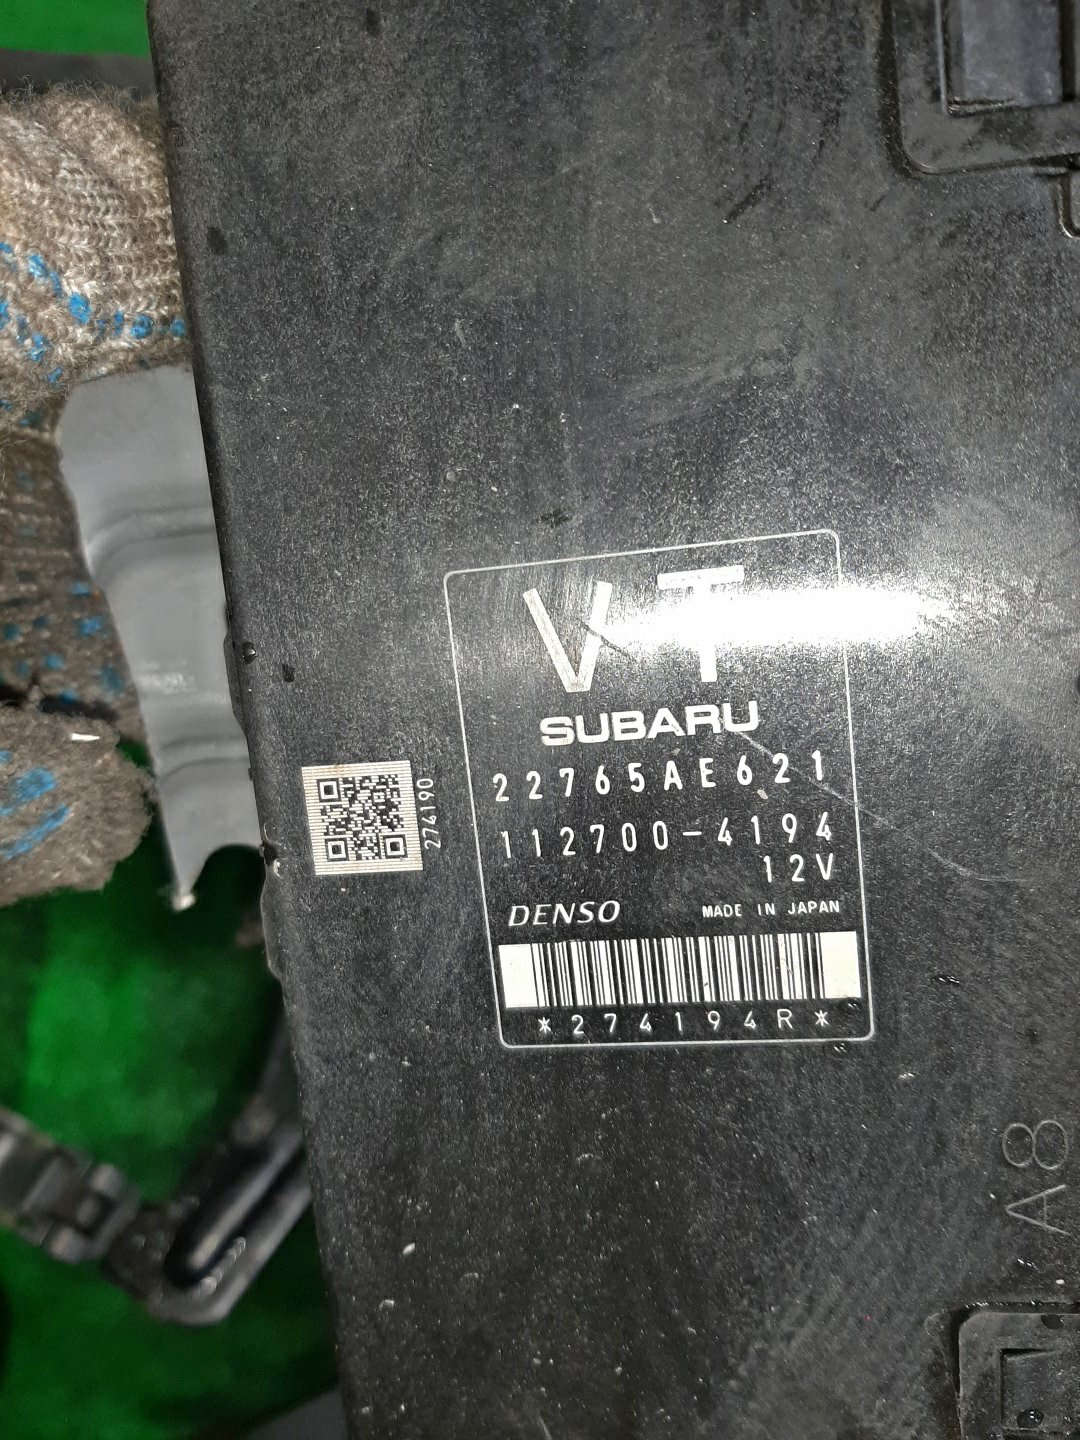 VT
SUBARU
22765AE621
112700-4194
12V
DENSO MADE IN JAPAN
*274194R*
274190
A8